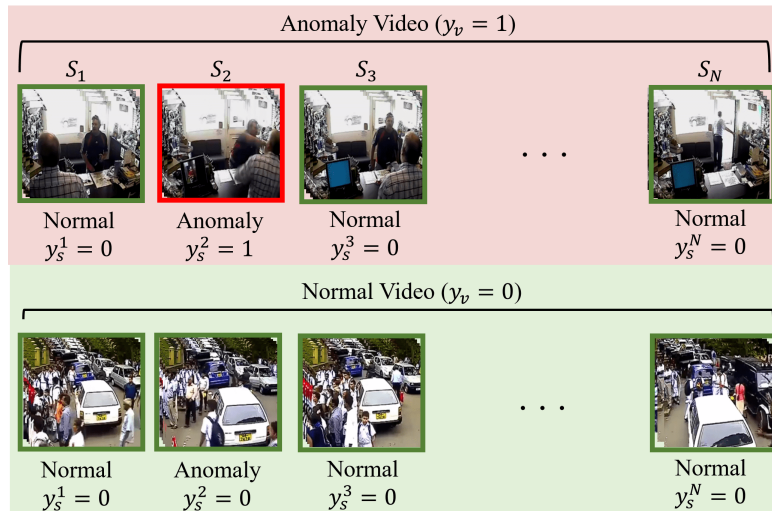 Anomaly Video (y_v = 1)
S_1 S_2 S_3 S_N
. . .
Normal Anomaly Normal Normal
y_s^1 = 0 y_s^2 = 1 y_s^3 = 0 y_s^N = 0
Normal Video (y_v = 0)
. . .
Normal Anomaly Normal Normal
y_s^1 = 0 y_s^2 = 0 y_s^3 = 0 y_s^N = 0